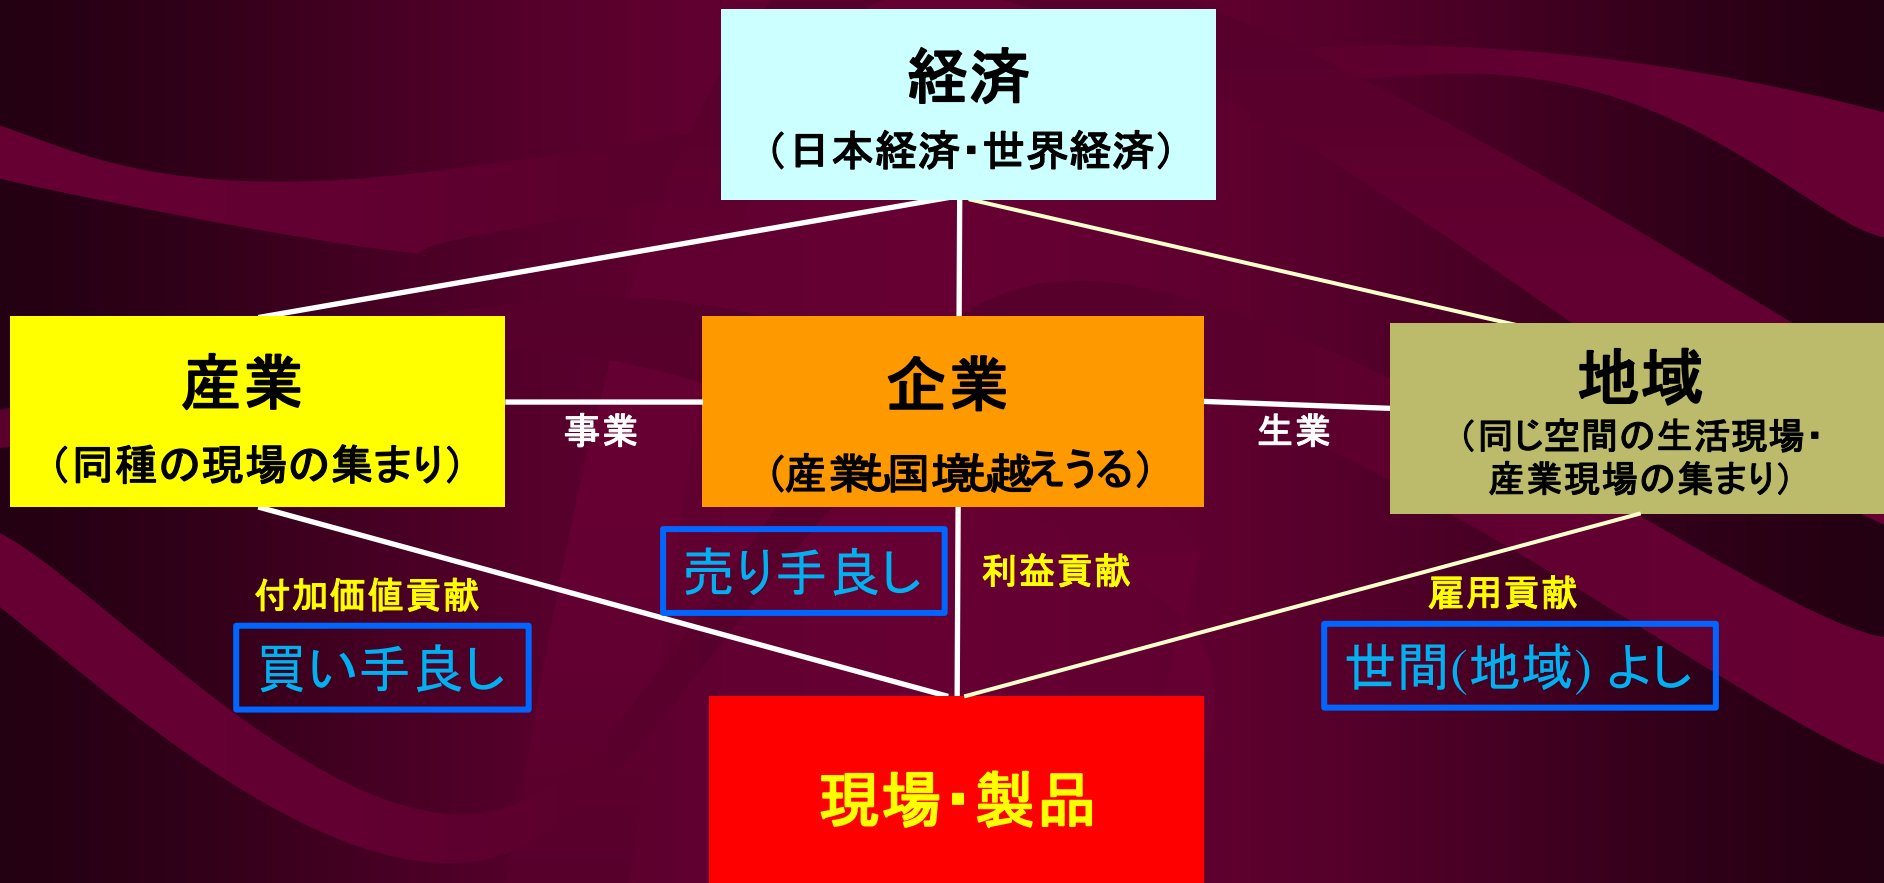 経済
（日本経済・世界経済）
産業
（同種の現場の集まり）
事業
企業
（産業も国境も越えうる）
生業
地域
（同じ空間の生活現場・
産業現場の集まり）
付加価値貢献
買い手良し
売り手良し
利益貢献
雇用貢献
世間(地域) よし
現場・製品